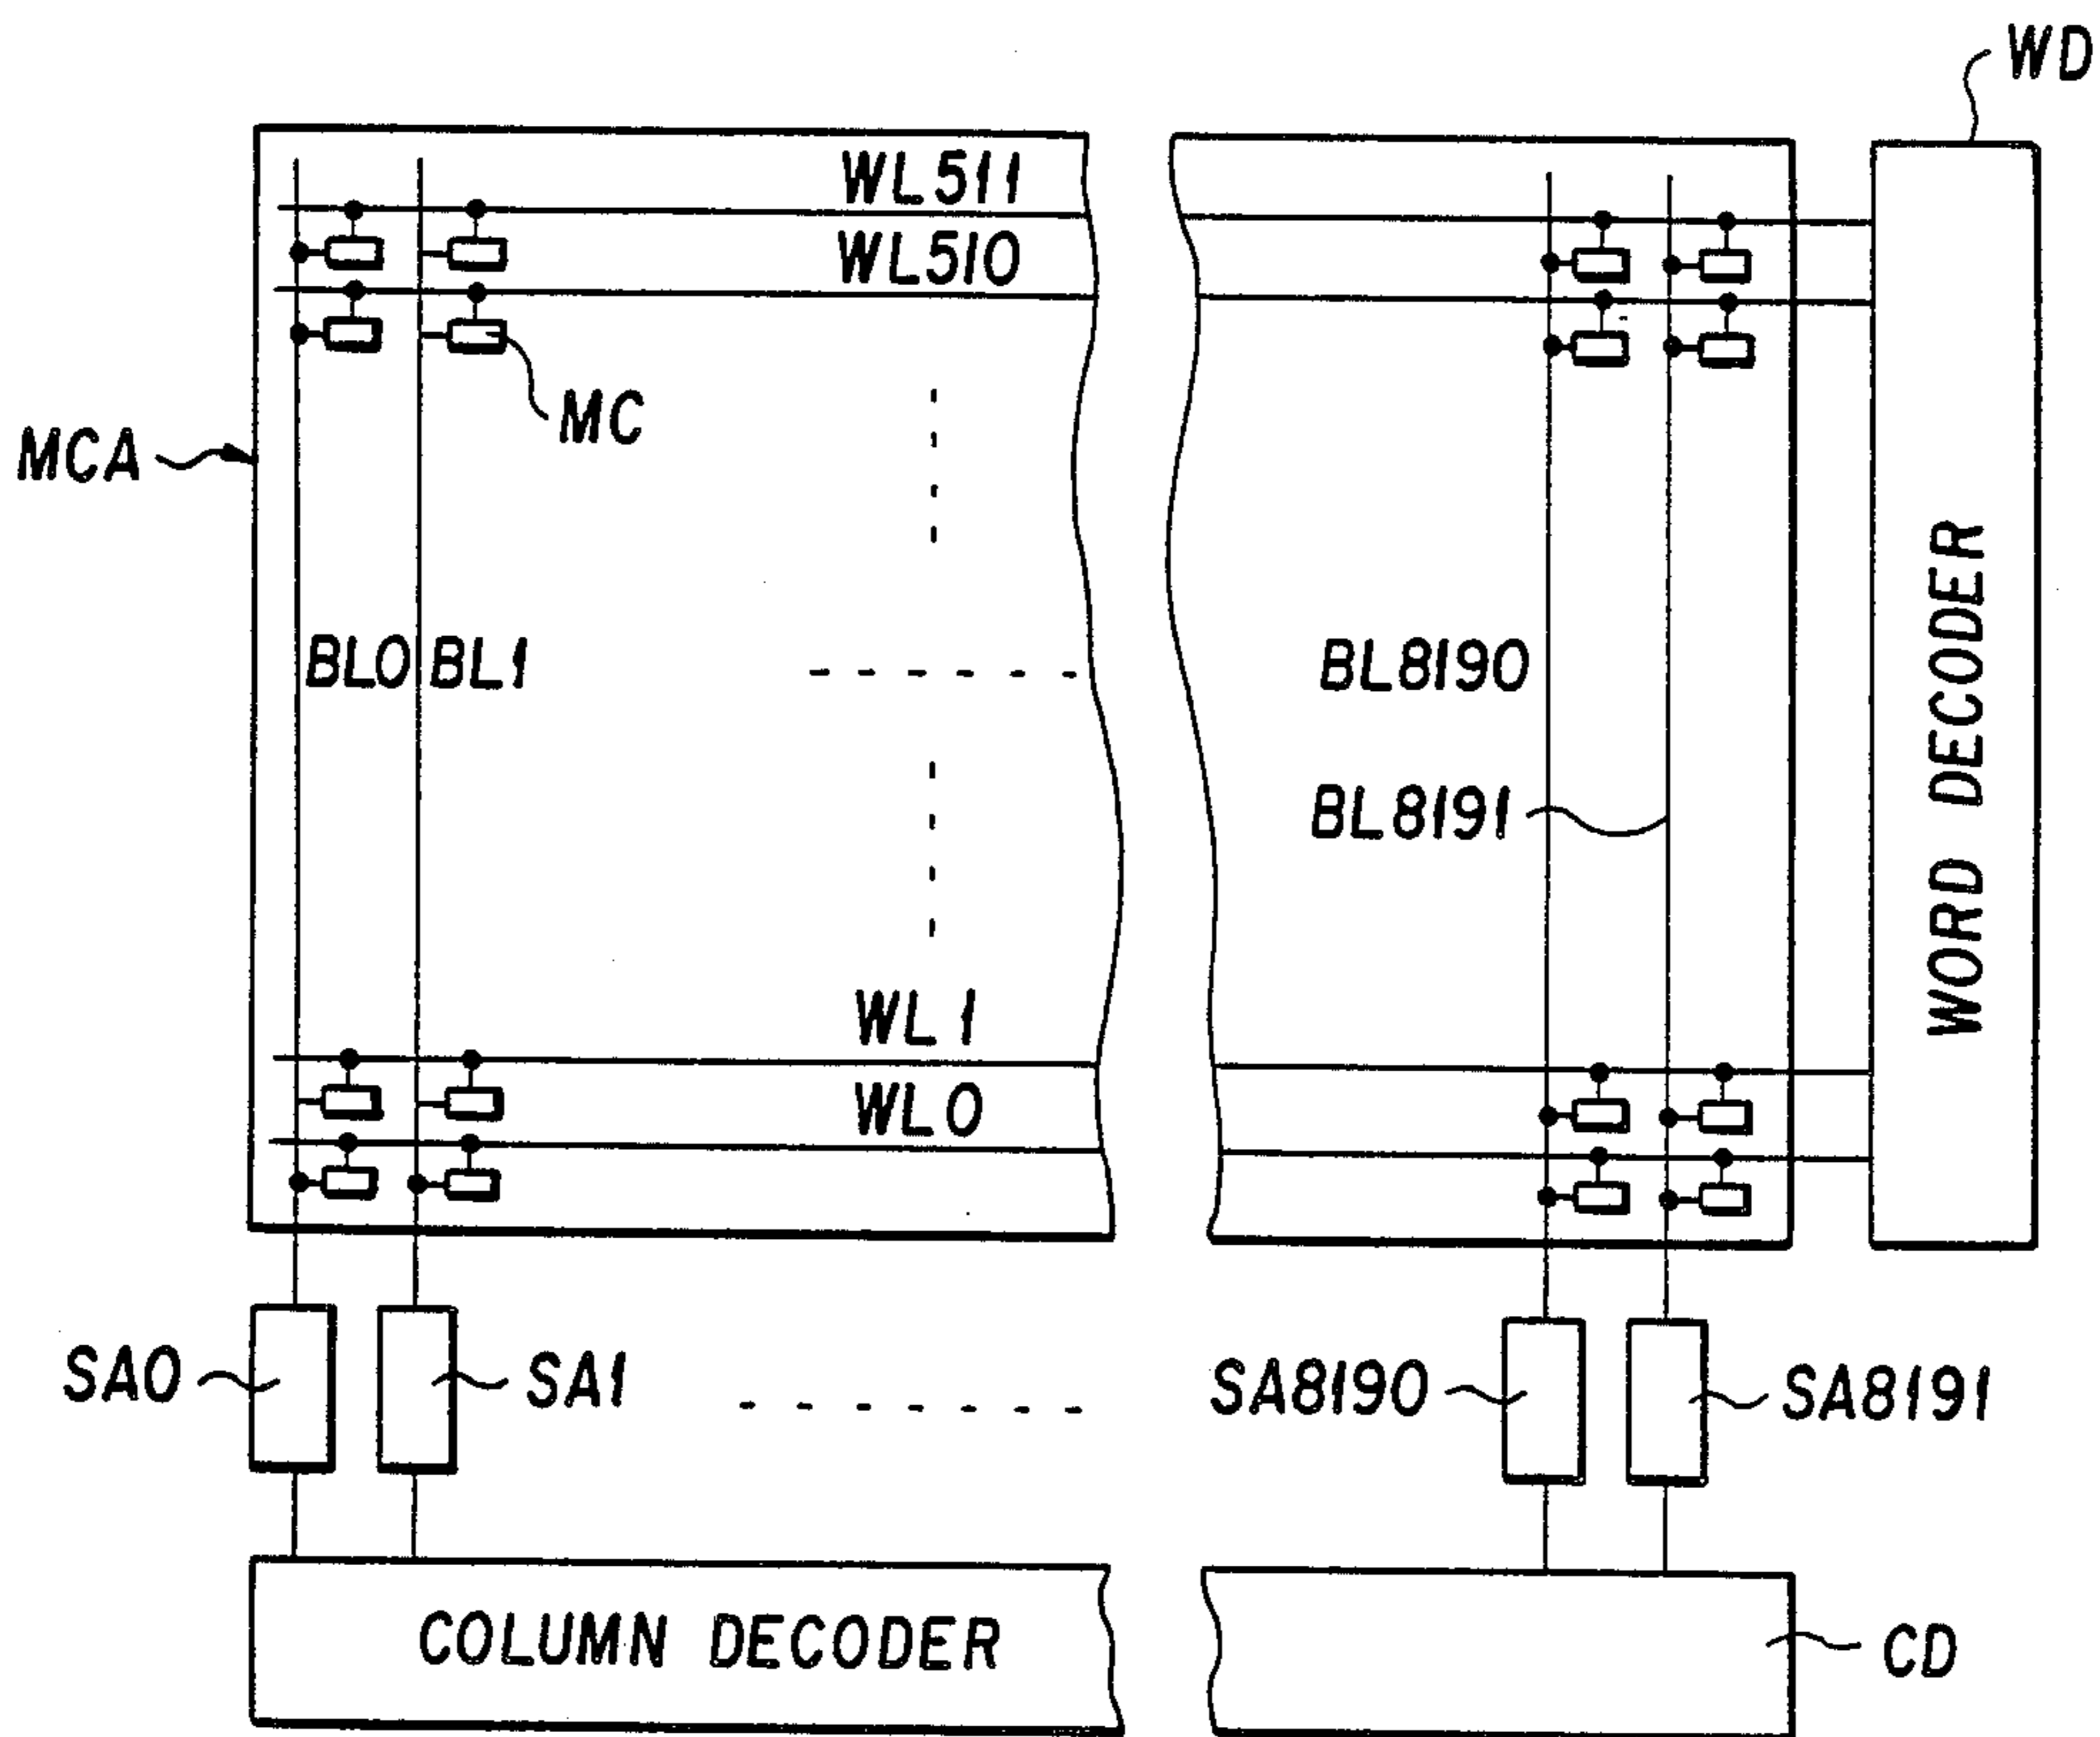 WD
WL511
WL510
MC
MCA
BL0 BL1
BL8190
BL8191
WORD DECODER
WL1
WL0
SA0
SA1
SA8190
SA8191
COLUMN DECODER
CD